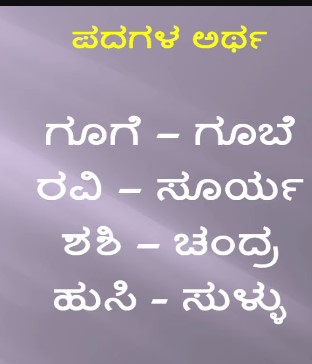 ಪದಗಳ ಅರ್ಥ
ಗೂಗೆ – ಗೂಬೆ
ರವಿ – ಸೂರ್ಯ
ಶಶಿ – ಚಂದ್ರ
ಹುಸಿ - ಸುಳ್ಳು